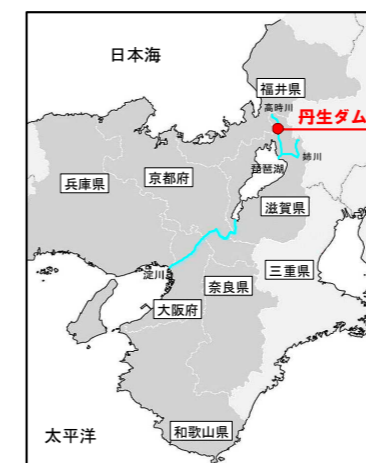 日本海
福井県
高時川
丹生ダム
姉川
琵琶湖
京都府
兵庫県
滋賀県
三重県
淀川
奈良県
大阪府
太平洋
和歌山県